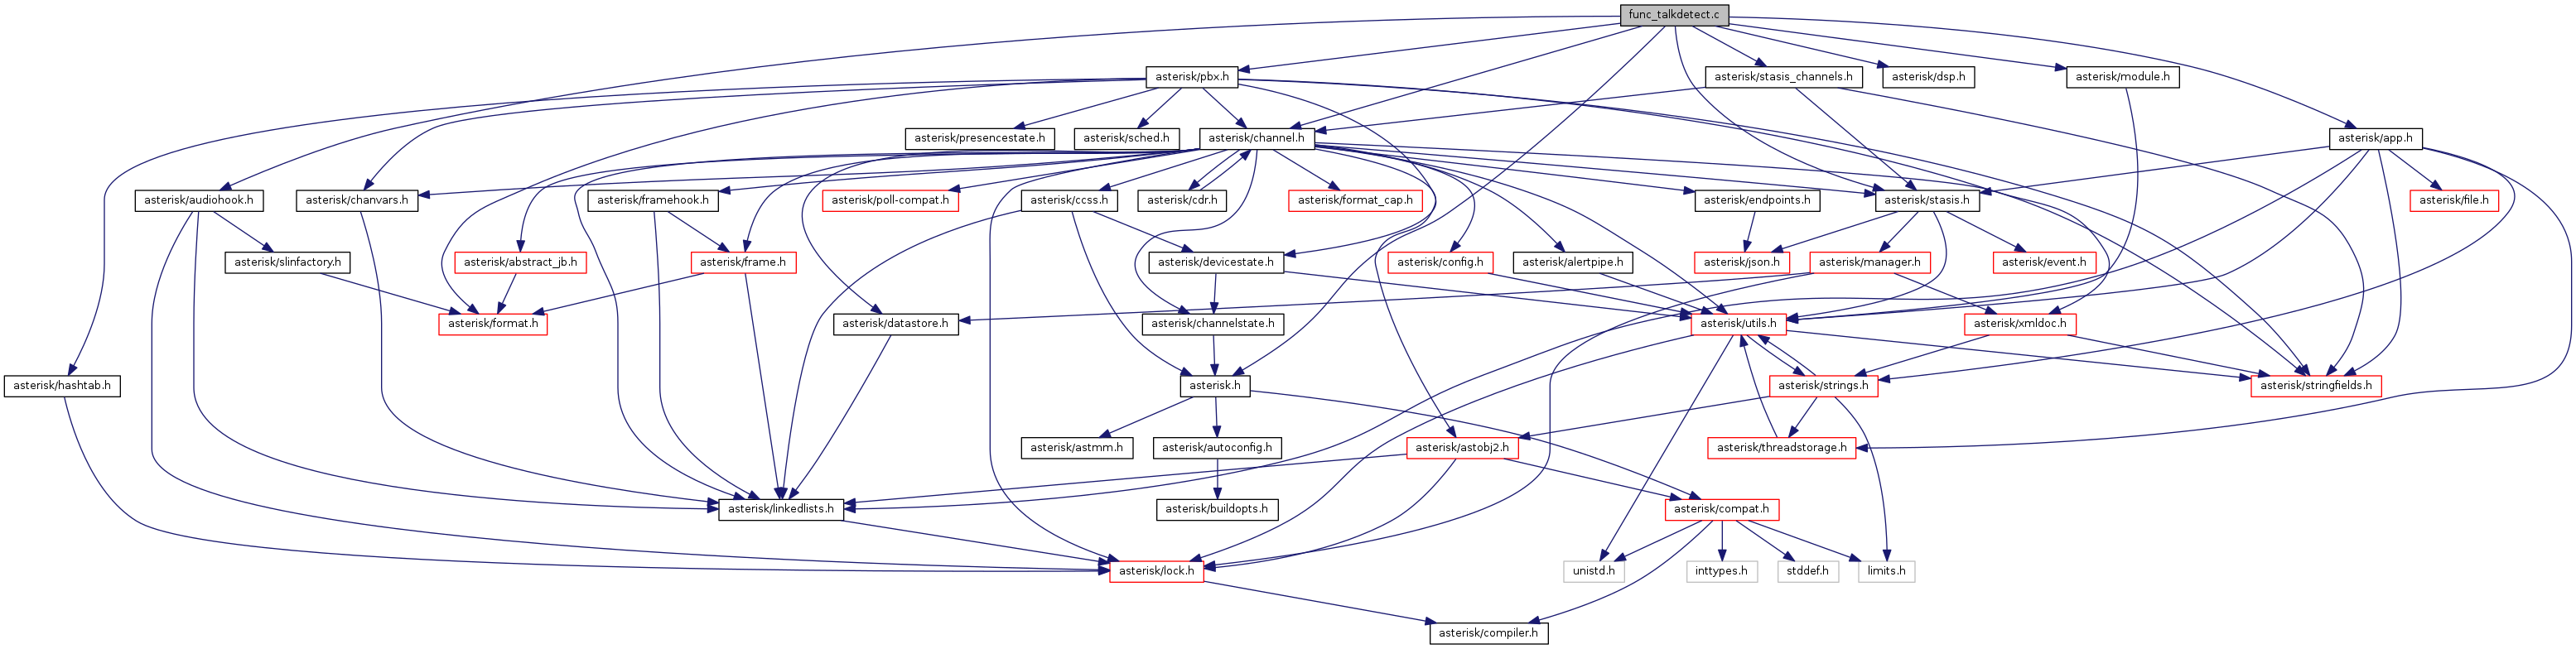 func_talkdetect.c
asterisk/pbx.h
asterisk/stasis_channels.h
asterisk/dsp.h
asterisk/module.h
asterisk/presencestate.h
asterisk/sched.h
asterisk/channel.h
asterisk/app.h
asterisk/audiohook.h
asterisk/chanvars.h
asterisk/framehook.h
asterisk/poll-compat.h
asterisk/ccss.h
asterisk/cdr.h
asterisk/format_cap.h
asterisk/endpoints.h
asterisk/stasis.h
asterisk/file.h
asterisk/slinfactory.h
asterisk/abstract_jb.h
asterisk/frame.h
asterisk/devicestate.h
asterisk/config.h
asterisk/alertpipe.h
asterisk/json.h
asterisk/manager.h
asterisk/event.h
asterisk/format.h
asterisk/datastore.h
asterisk/channelstate.h
asterisk/utils.h
asterisk/xmldoc.h
asterisk/hashtab.h
asterisk.h
asterisk/strings.h
asterisk/stringfields.h
asterisk/astmm.h
asterisk/autoconfig.h
asterisk/astobj2.h
asterisk/threadstorage.h
asterisk/linkedlists.h
asterisk/buildopts.h
asterisk/compat.h
asterisk/lock.h
unistd.h
inttypes.h
stddef.h
limits.h
asterisk/compiler.h